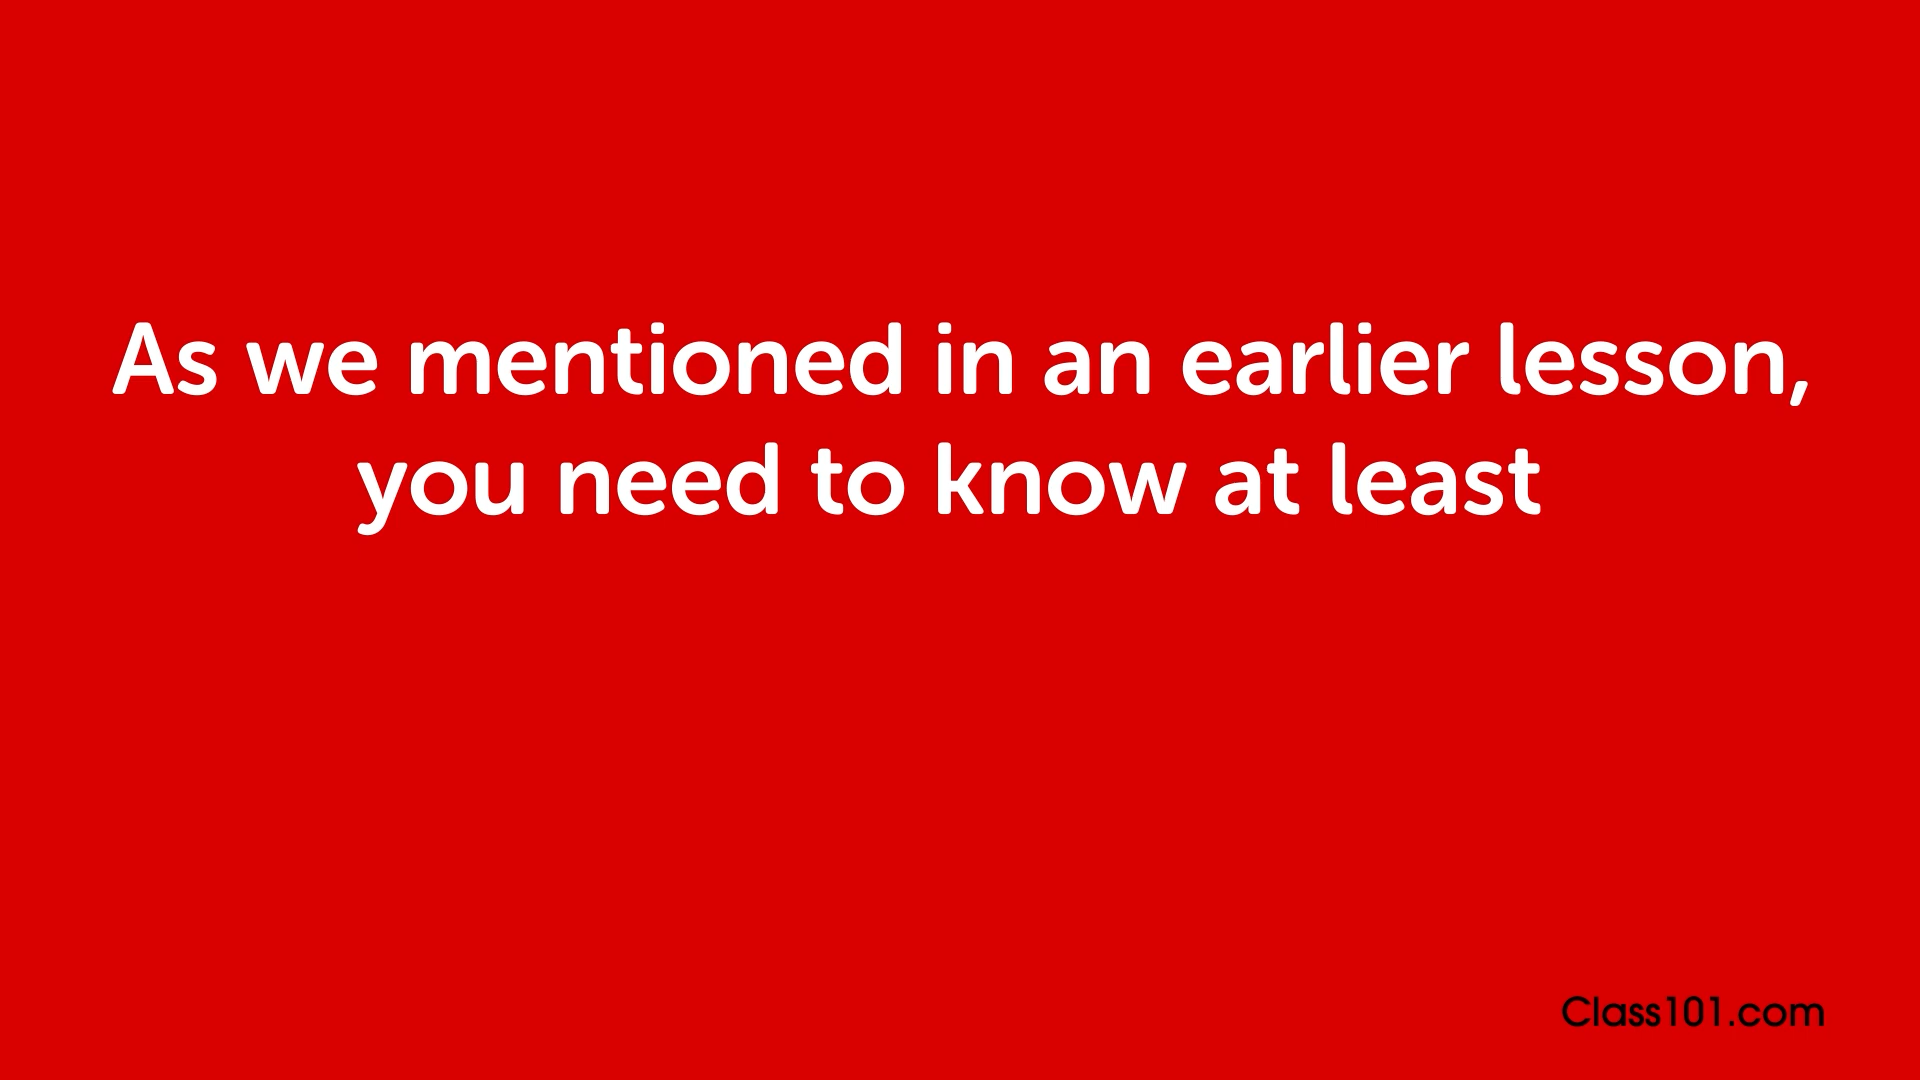 As we mentioned in an earlier lesson,
you need to know at least
Class101.com